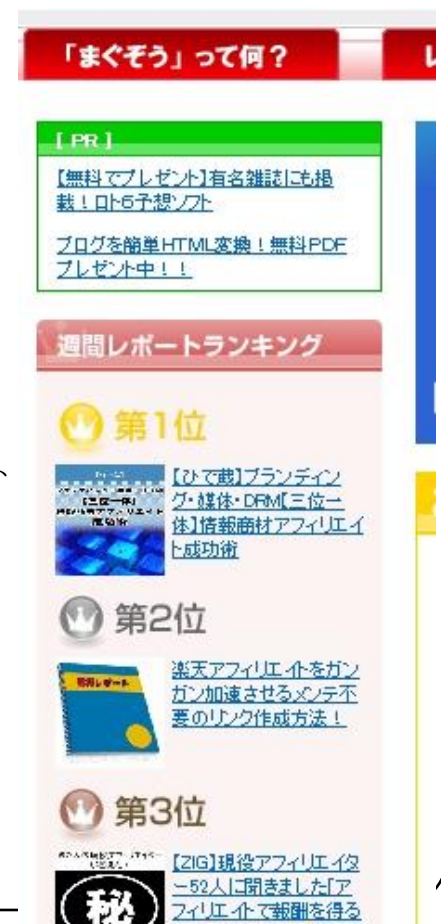 「まぐぞう」って何？
[ PR ]
【無料でプレゼント】有名雑誌にも掲
載！ロト6予想ソフト
ブログを簡単HTML変換！無料PDF
プレゼント中！！
週間レポートランキング
第1位
【ひで蔵】ブランディン
グ・媒体・DRM【三位一
体】情報商材アフィリエイ
ト成功術
第2位
楽天アフィリエイトをガン
ガン加速させるメンテ不
要のリンク作成方法！
第3位
【ZIG】現役アフィリエイタ
ー52人に聞きました「ア
フィリエイトで報酬を得る
秘